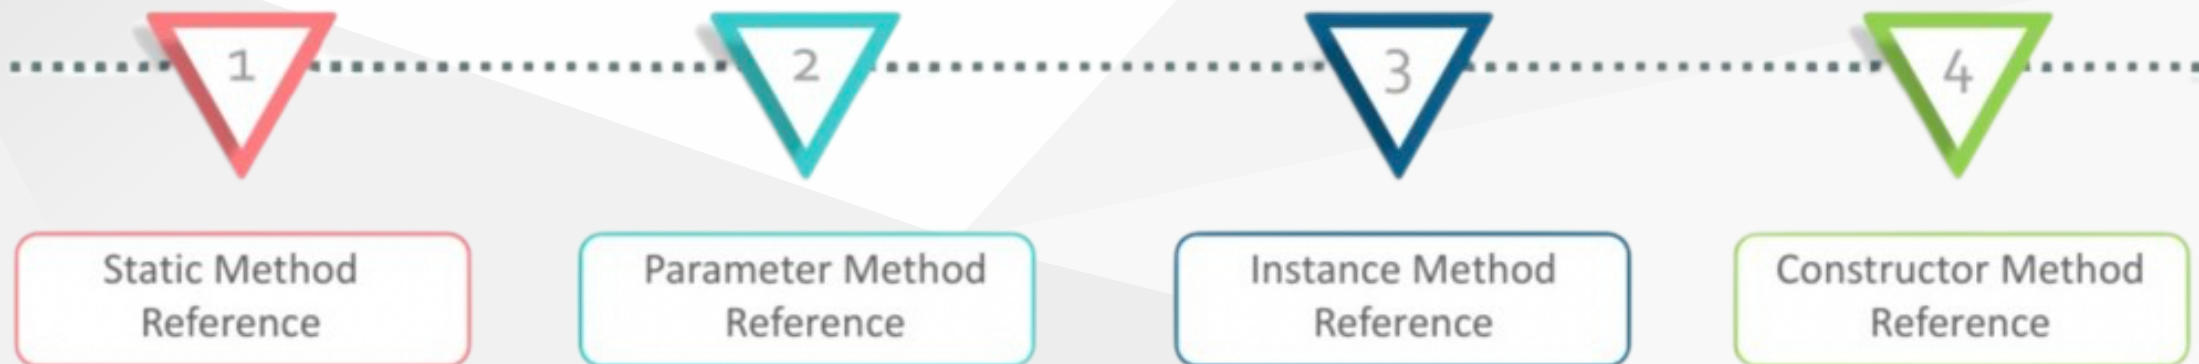 1
2
3
4
Static Method
Reference
Parameter Method
Reference
Instance Method
Reference
Constructor Method
Reference